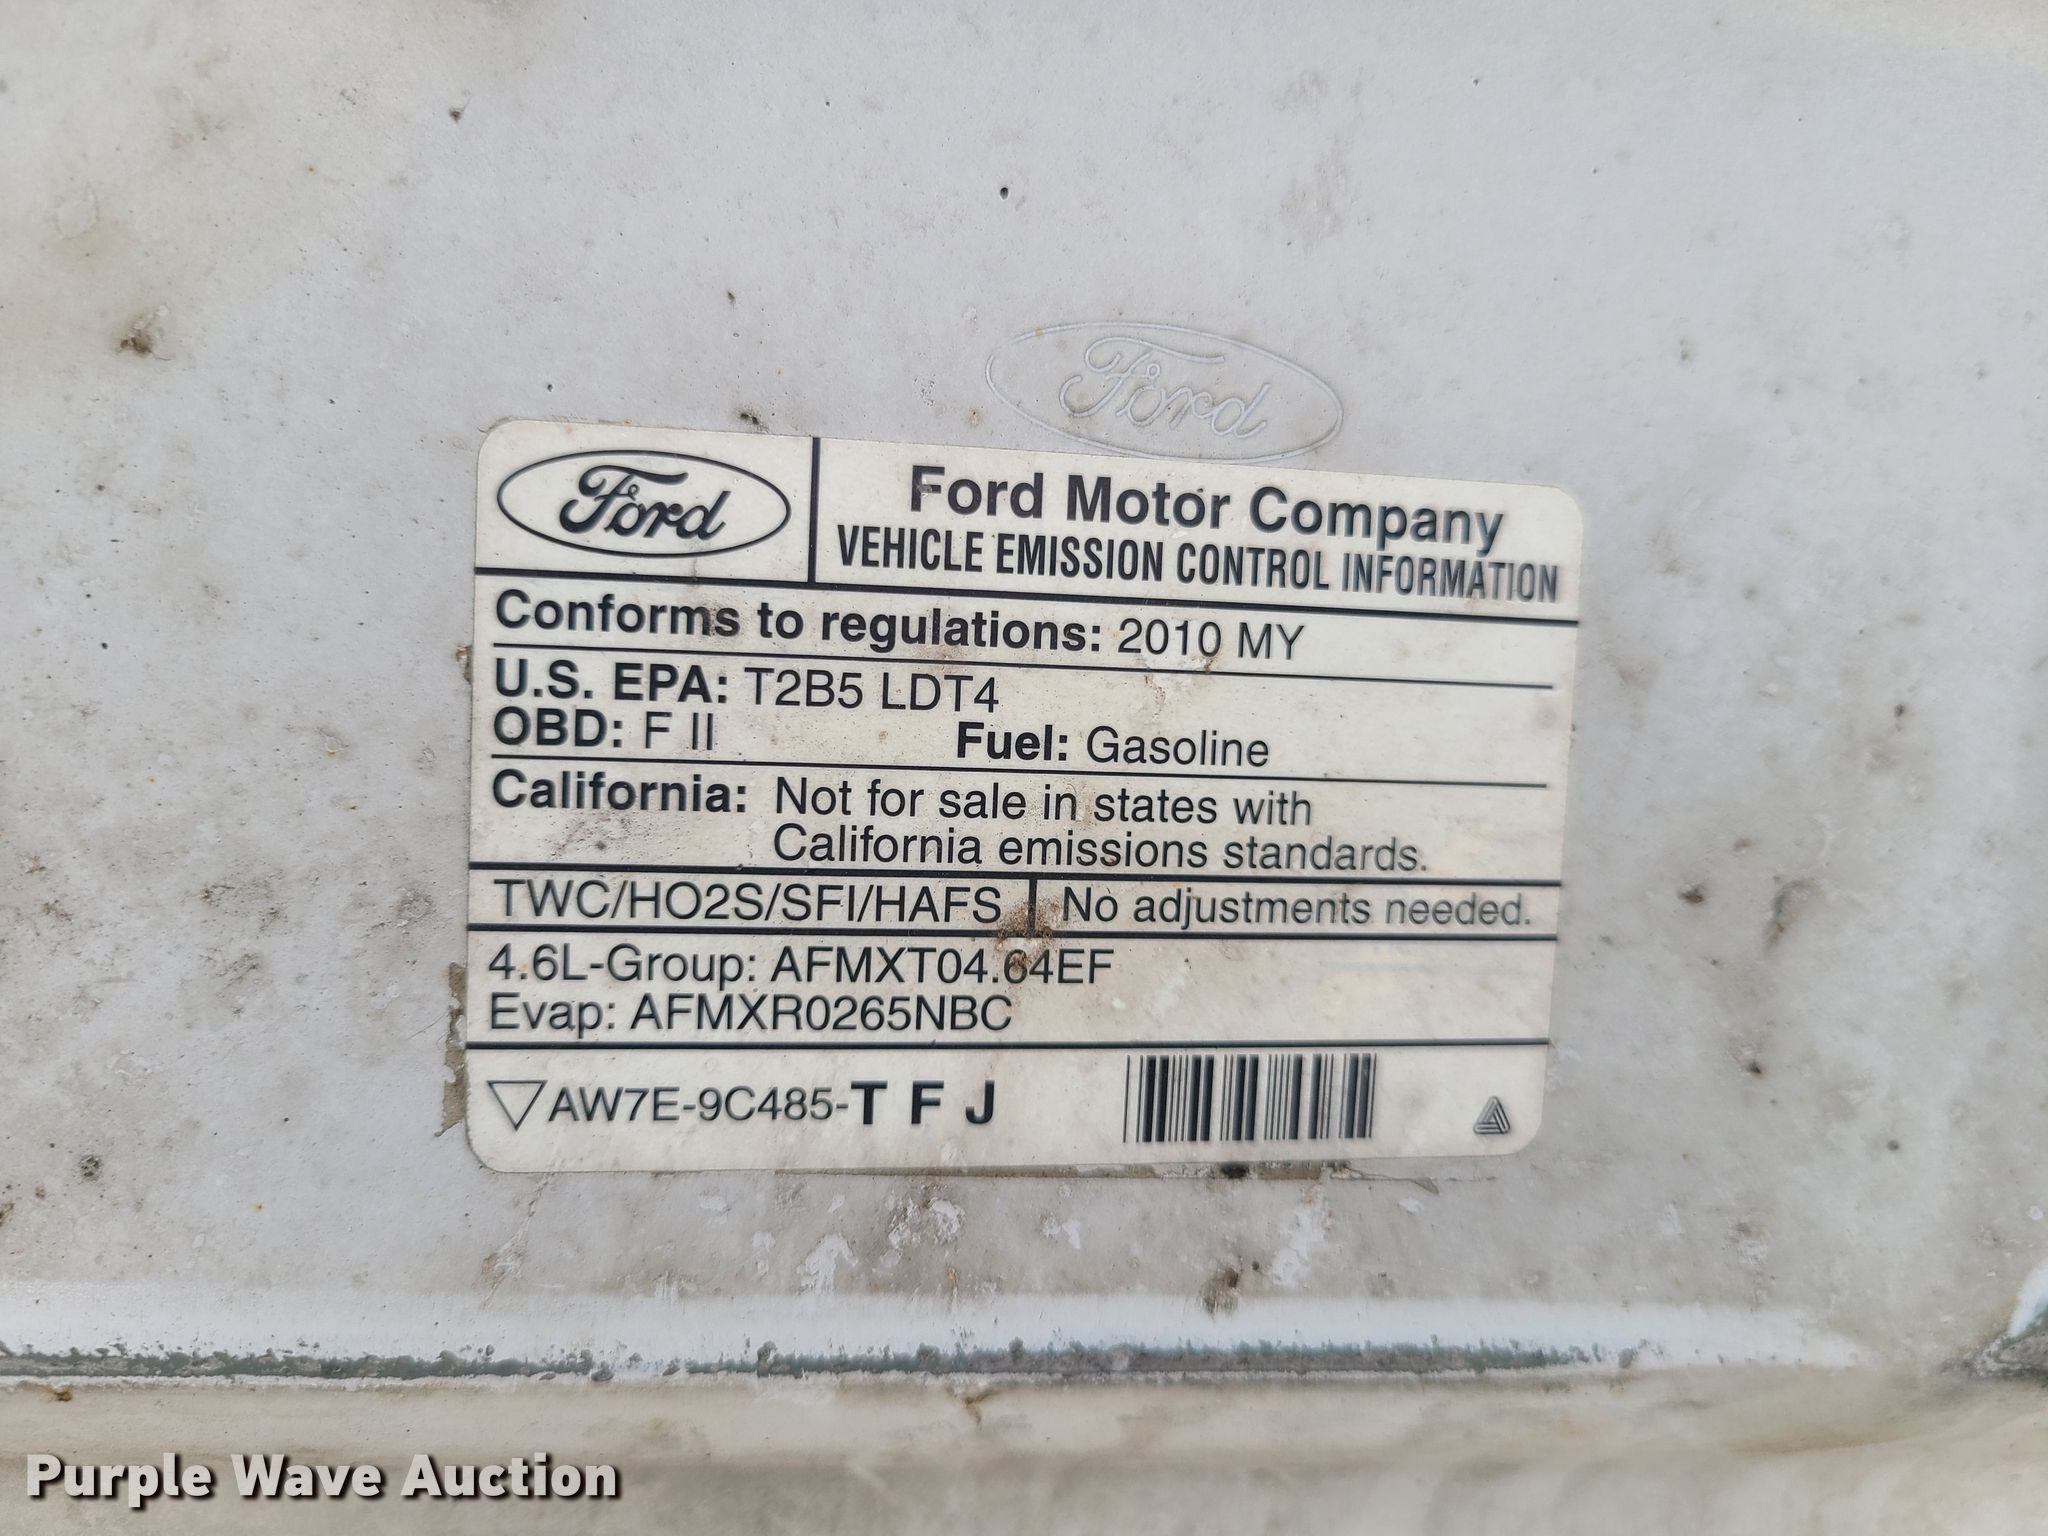 Ford
Ford
Ford Motor Company
VEHICLE EMISSION CONTROL INFORMATION
Conforms to regulations: 2010 MY
U.S. EPA: T2B5 LDT4
OBD: F II Fuel: Gasoline
California: Not for sale in states with
California emissions standards.
TWC/HO2S/SFI/HAFS No adjustments needed.
4.6L-Group: AFMXT04.64EF
Evap: AFMXR0265NBC
AW7E-9C485-T F J
Purple Wave Auction